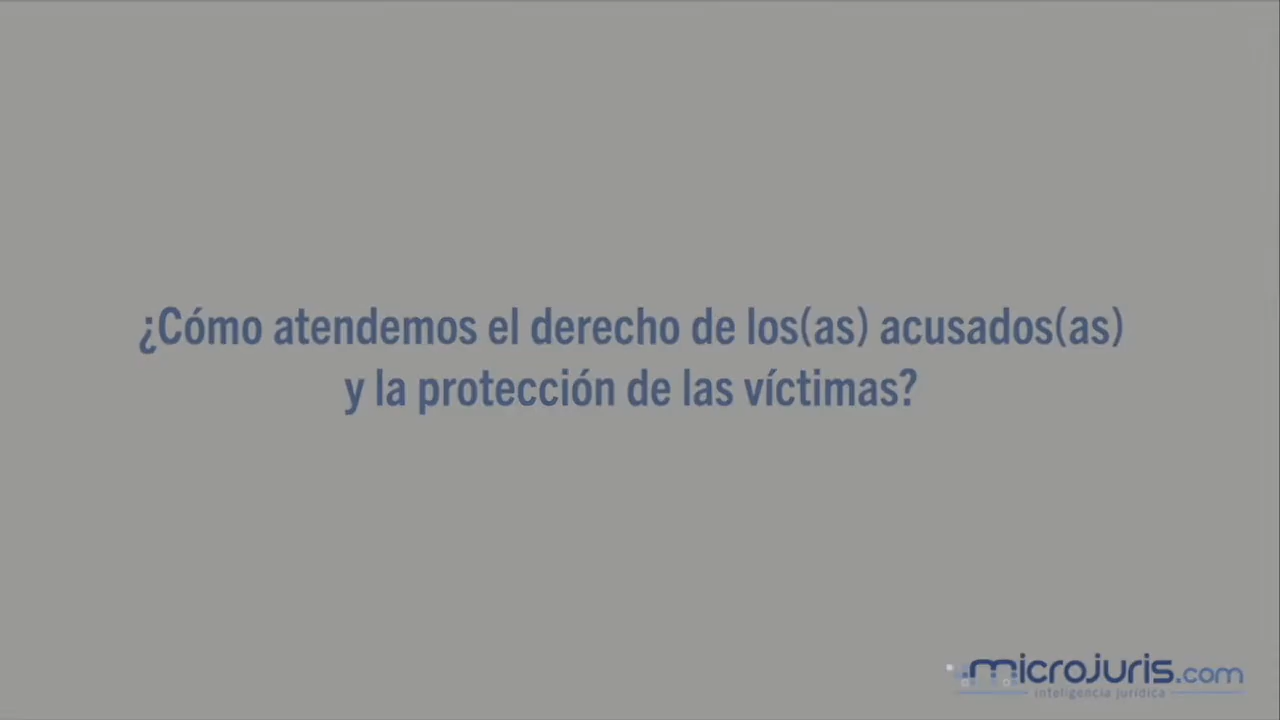 ¿Cómo atendemos el derecho de los(as) acusados(as)
y la protección de las víctimas?
microjuris.com
inteligencia jurídica